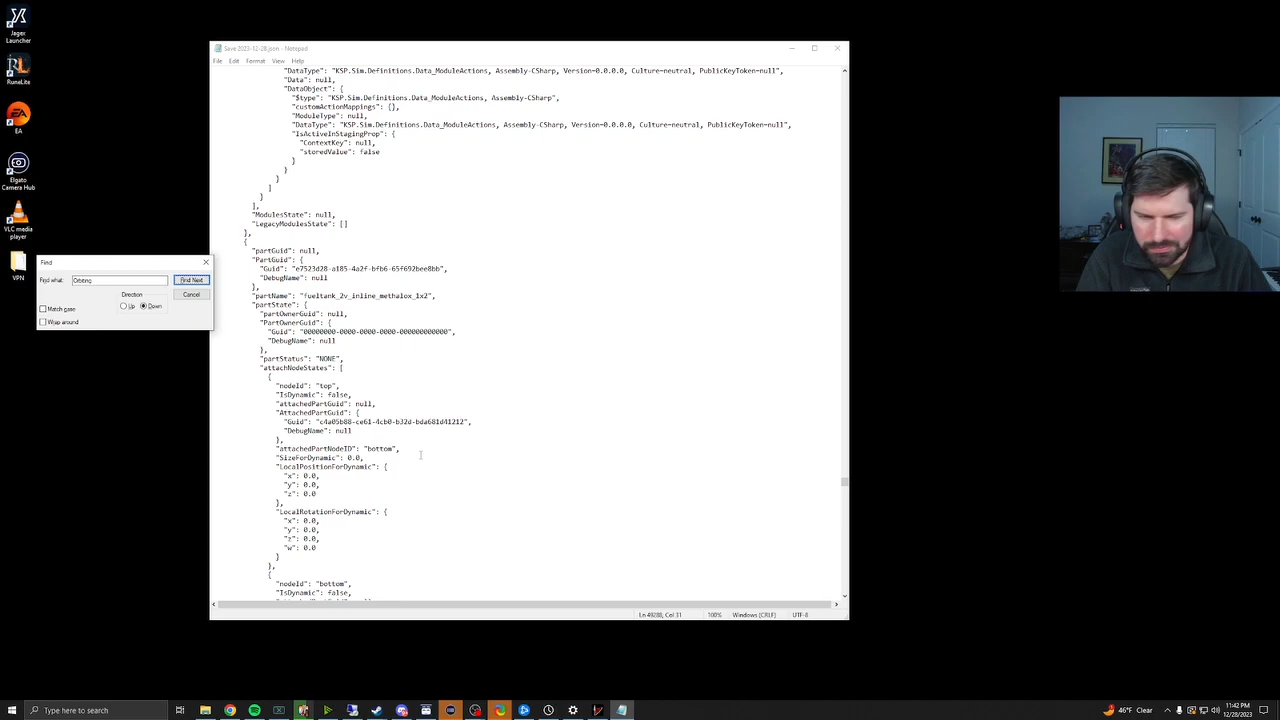 Jager
Launcher
RuneLite
EA
Elgato
Camera Hub
VLC media
player
VPN
Save 2023-12-28.json - Notepad
File Edit Format View Help
"DataType": "KSP.Sim.Definitions.Data_ModuleActions, Assembly-CSharp, Version=0.0.0.0, Culture=neutral, PublicKeyToken=null",
"Data": null,
"DataObject": {
"$type": "KSP.Sim.Definitions.Data_ModuleActions, Assembly-CSharp",
"customActionMappings": {},
"ModuleType": null,
"DataType": "KSP.Sim.Definitions.Data_ModuleActions, Assembly-CSharp, Version=0.0.0.0, Culture=neutral, PublicKeyToken=null",
"IsActiveInStagingProp": {
"ContextKey": null,
"storedValue": false
}
}
}
]
}
],
"ModulesState": null,
"LegacyModulesState": []
},
{
"partGuid": null,
"PartGuid": {
"Guid": "e7523d28-a185-4a2f-bfb6-65f692bee8bb",
"DebugName": null
},
"partName": "fueltank_2v_inline_methalox_1x2",
"partState": {
"partOwnerGuid": null,
"PartOwnerGuid": {
"Guid": "00000000-0000-0000-0000-000000000000",
"DebugName": null
},
"partStatus": "NONE",
"attachNodeStates": [
{
"nodeId": "top",
"IsDynamic": false,
"attachedPartGuid": null,
"AttachedPartGuid": {
"Guid": "c4a05b88-ce61-4cb0-b32d-bda681d41212",
"DebugName": null
},
"attachedPartNodeID": "bottom",
"SizeForDynamic": 0.0,
"LocalPositionForDynamic": {
"x": 0.0,
"y": 0.0,
"z": 0.0
},
"LocalRotationForDynamic": {
"x": 0.0,
"y": 0.0,
"z": 0.0,
"w": 0.0
}
},
{
"nodeId": "bottom",
"IsDynamic": false,
Ln 49288, Col 31 100% Windows (CRLF) UTF-8
Find
Find what: Orbiting Find Next
Direction Cancel
Match case Up Down
Wrap around
Type here to search
46°F Clear
11:42 PM
12/28/2023